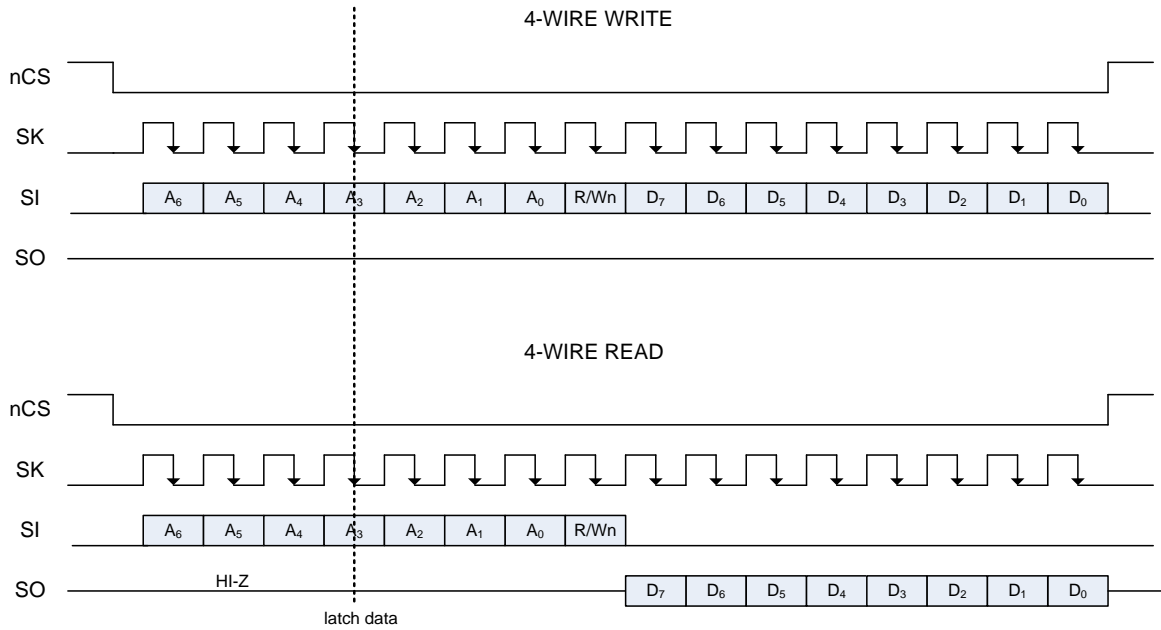 4-WIRE WRITE
nCS
SK
SI A₆ A₅ A₄ A₃ A₂ A₁ A₀ R/Wn D₇ D₆ D₅ D₄ D₃ D₂ D₁ D₀
SO
4-WIRE READ
nCS
SK
SI A₆ A₅ A₄ A₃ A₂ A₁ A₀ R/Wn
SO HI-Z D₇ D₆ D₅ D₄ D₃ D₂ D₁ D₀
latch data